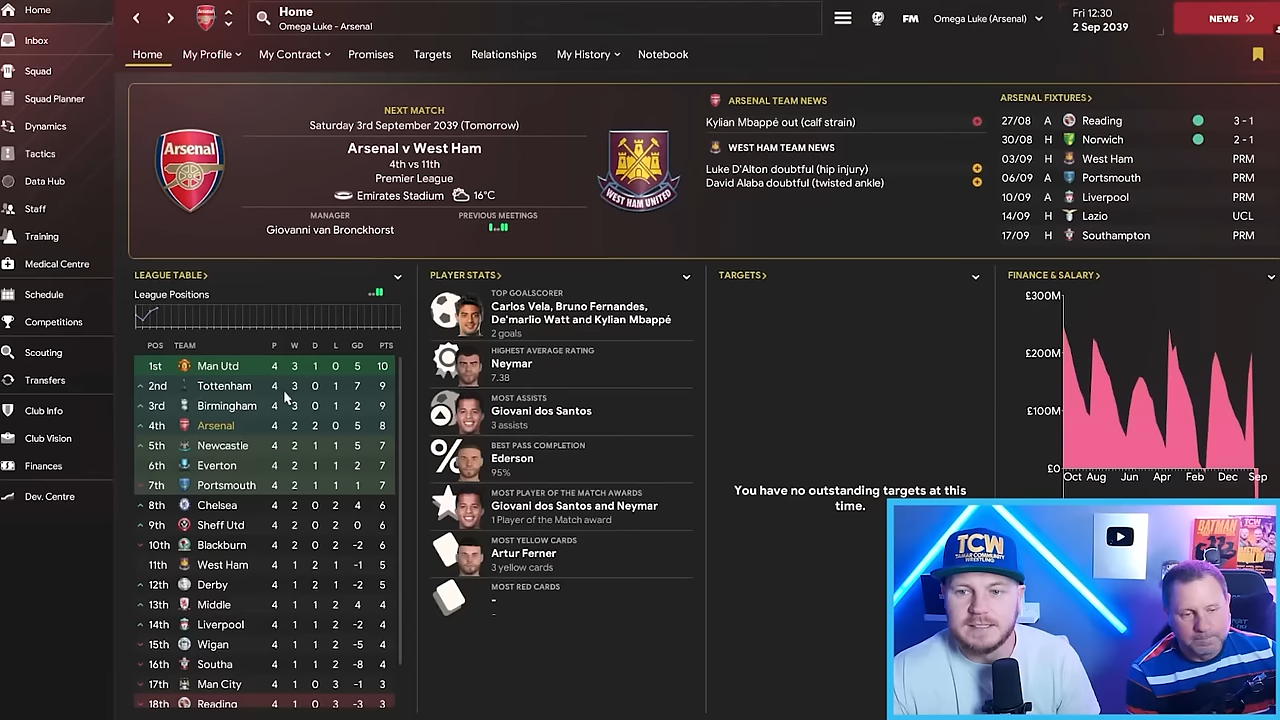 Home
Inbox
Squad
Squad Planner
Dynamics
Tactics
Data Hub
Staff
Training
Medical Centre
Schedule
Competitions
Scouting
Transfers
Club Info
Club Vision
Finances
Dev. Centre
Home
Omega Luke - Arsenal
FM
Omega Luke (Arsenal)
Fri 12:30
2 Sep 2039
NEWS
Home
My Profile
My Contract
Promises
Targets
Relationships
My History
Notebook
NEXT MATCH
Saturday 3rd September 2039 (Tomorrow)
Arsenal v West Ham
4th vs 11th
Premier League
Emirates Stadium 16°C
MANAGER
Giovanni van Bronckhorst
PREVIOUS MEETINGS
Arsenal
WEST HAM UNITED
ARSENAL TEAM NEWS
Kylian Mbappé out (calf strain)
WEST HAM TEAM NEWS
Luke D'Alton doubtful (hip injury)
David Alaba doubtful (twisted ankle)
ARSENAL FIXTURES>
27/08 A Reading 3 - 1
30/08 H Norwich 2 - 1
03/09 H West Ham PRM
06/09 A Portsmouth PRM
10/09 A Liverpool PRM
14/09 H Lazio UCL
17/09 H Southampton PRM
LEAGUE TABLE>
League Positions
POS TEAM P W D L GD PTS
1st Man Utd 4 3 1 0 5 10
2nd Tottenham 4 3 0 1 7 9
3rd Birmingham 4 3 0 1 2 9
4th Arsenal 4 2 2 0 5 8
5th Newcastle 4 2 1 1 5 7
6th Everton 4 2 1 1 2 7
7th Portsmouth 4 2 1 1 1 7
8th Chelsea 4 2 0 2 4 6
9th Sheff Utd 4 2 0 2 0 6
10th Blackburn 4 2 0 2 -2 6
11th West Ham 4 1 2 1 -1 5
12th Derby 4 1 2 1 -2 5
13th Middle 4 1 1 2 4 4
14th Liverpool 4 1 1 2 -2 4
15th Wigan 4 1 1 2 -5 4
16th Southa 4 1 1 2 -8 4
17th Man City 4 1 0 3 -1 3
18th Reading 4 1 0 3 -3 3
PLAYER STATS>
TOP GOALSCORER
Carlos Vela, Bruno Fernandes,
De'marlio Watt and Kylian Mbappé
2 goals
HIGHEST AVERAGE RATING
Neymar
7.38
MOST ASSISTS
Giovani dos Santos
3 assists
BEST PASS COMPLETION
Ederson
95%
MOST PLAYER OF THE MATCH AWARDS
Giovani dos Santos and Neymar
1 Player of the Match award
MOST YELLOW CARDS
Artur Ferner
3 yellow cards
MOST RED CARDS
-
-
TARGETS>
You have no outstanding targets at this
time.
FINANCE & SALARY>
£300M
£200M
£100M
£0
Oct Aug Jun Apr Feb Dec Sep
TCW
TAMAR COMMUNITY
WRESTLING
BATMAN
TCW